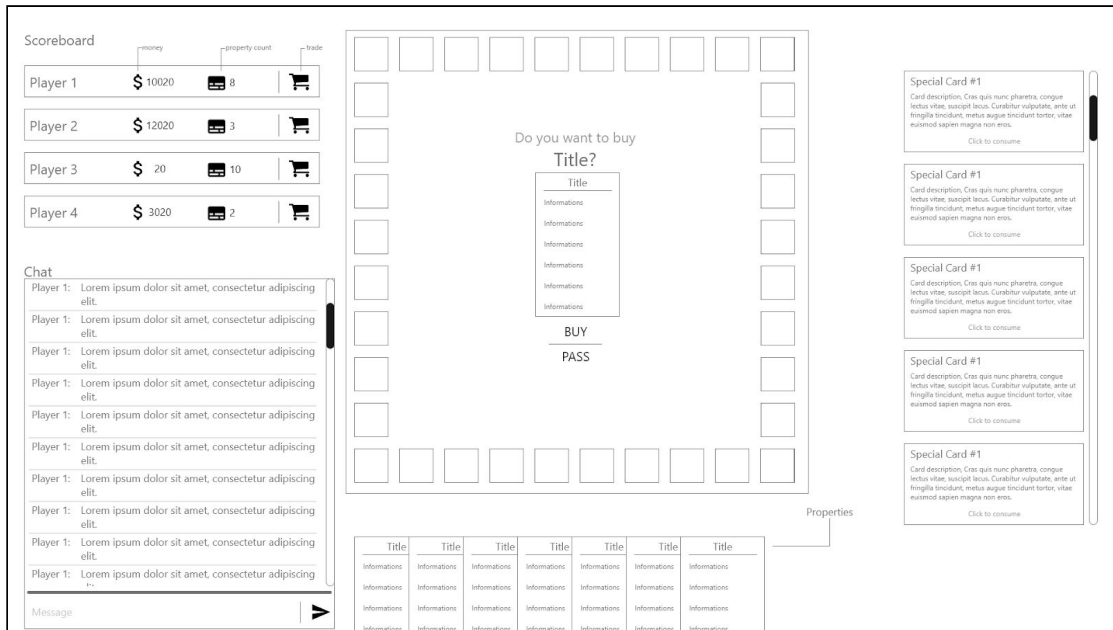 Scoreboard
money
property count
trade
Player 1
$ 10020
8
Player 2
$ 12020
3
Player 3
$ 20
10
Player 4
$ 3020
2
Chat
Player 1: Lorem ipsum dolor sit amet, consectetur adipiscing
elit.
Player 1: Lorem ipsum dolor sit amet, consectetur adipiscing
elit.
Player 1: Lorem ipsum dolor sit amet, consectetur adipiscing
elit.
Player 1: Lorem ipsum dolor sit amet, consectetur adipiscing
elit.
Player 1: Lorem ipsum dolor sit amet, consectetur adipiscing
elit.
Player 1: Lorem ipsum dolor sit amet, consectetur adipiscing
elit.
Player 1: Lorem ipsum dolor sit amet, consectetur adipiscing
elit.
Player 1: Lorem ipsum dolor sit amet, consectetur adipiscing
elit.
Player 1: Lorem ipsum dolor sit amet, consectetur adipiscing
elit.
Player 1: Lorem ipsum dolor sit amet, consectetur adipiscing
Message
Do you want to buy
Title?
Title
Informations
Informations
Informations
Informations
Informations
Informations
BUY
PASS
Properties
Title Title Title Title Title Title Title
Informations Informations Informations Informations Informations Informations Informations
Informations Informations Informations Informations Informations Informations Informations
Informations Informations Informations Informations Informations Informations Informations
Informations Informations Informations Informations Informations Informations Informations
Special Card #1
Card description, Cras quis nunc pharetra, congue
lectus vitae, suscipit lacus. Curabitur vulputate, ante ut
fringilla tincidunt, metus augue tincidunt tortor, vitae
euismod sapien magna non eros.
Click to consume
Special Card #1
Card description, Cras quis nunc pharetra, congue
lectus vitae, suscipit lacus. Curabitur vulputate, ante ut
fringilla tincidunt, metus augue tincidunt tortor, vitae
euismod sapien magna non eros.
Click to consume
Special Card #1
Card description, Cras quis nunc pharetra, congue
lectus vitae, suscipit lacus. Curabitur vulputate, ante ut
fringilla tincidunt, metus augue tincidunt tortor, vitae
euismod sapien magna non eros.
Click to consume
Special Card #1
Card description, Cras quis nunc pharetra, congue
lectus vitae, suscipit lacus. Curabitur vulputate, ante ut
fringilla tincidunt, metus augue tincidunt tortor, vitae
euismod sapien magna non eros.
Click to consume
Special Card #1
Card description, Cras quis nunc pharetra, congue
lectus vitae, suscipit lacus. Curabitur vulputate, ante ut
fringilla tincidunt, metus augue tincidunt tortor, vitae
euismod sapien magna non eros.
Click to consume